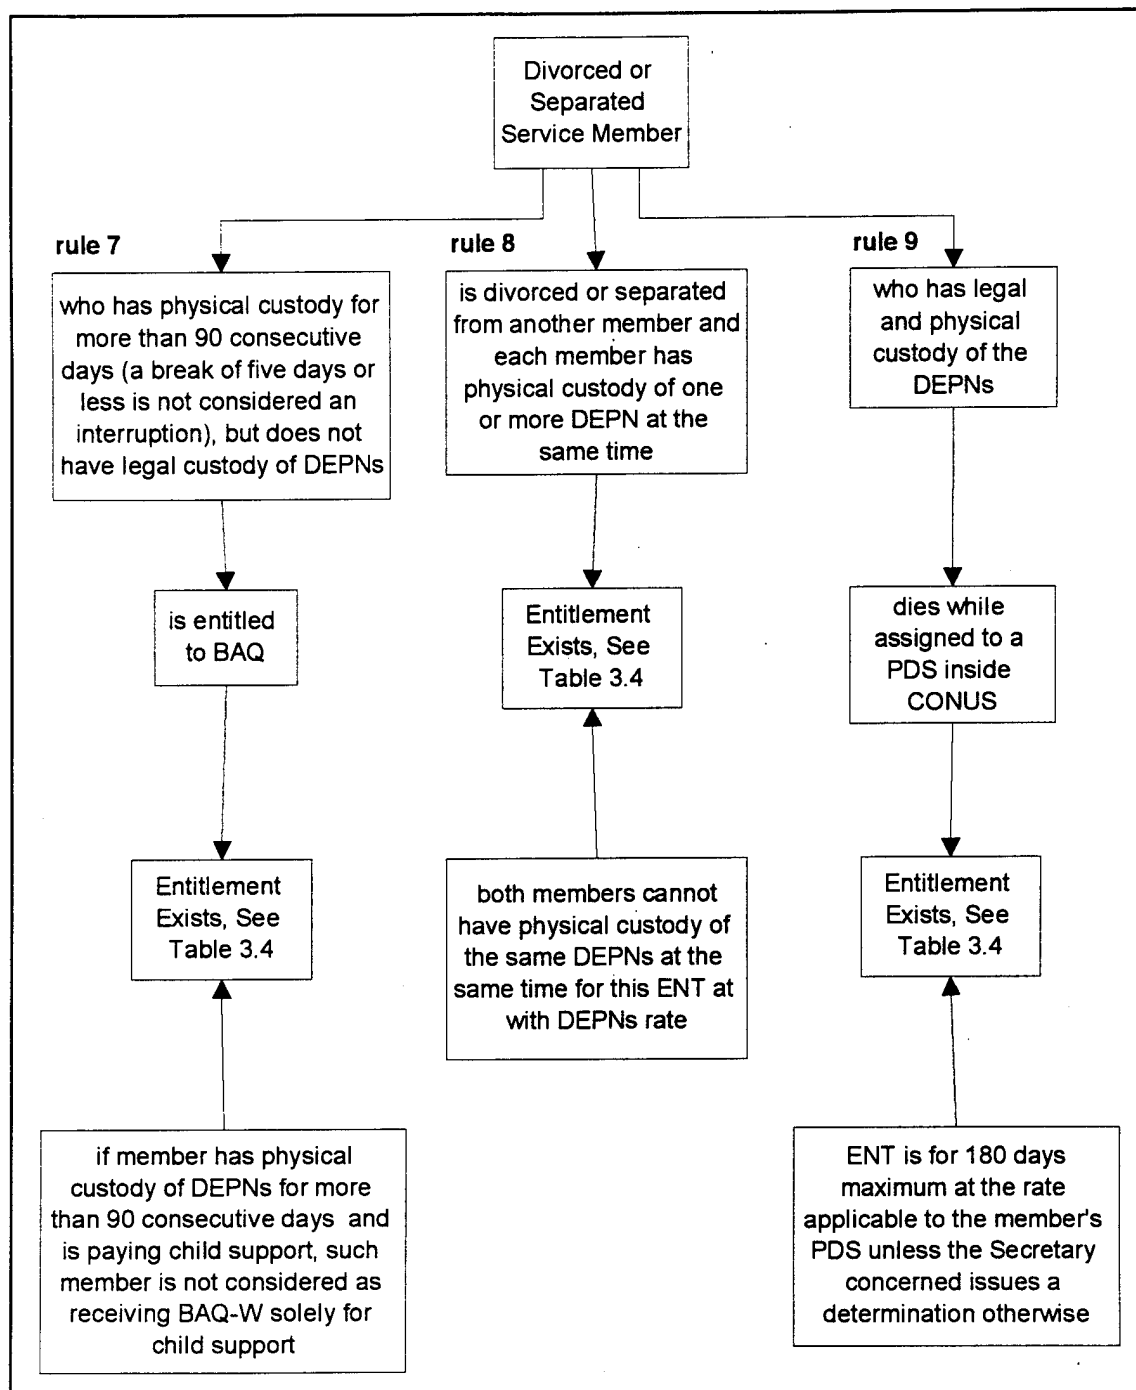 Divorced or
Separated
Service Member
rule 7
who has physical custody for
more than 90 consecutive
days (a break of five days or
less is not considered an
interruption), but does not
have legal custody of DEPNs
is entitled
to BAQ
Entitlement
Exists, See
Table 3.4
if member has physical
custody of DEPNs for more
than 90 consecutive days and
is paying child support, such
member is not considered as
receiving BAQ-W solely for
child support
rule 8
is divorced or separated
from another member and
each member has
physical custody of one
or more DEPN at the
same time
Entitlement
Exists, See
Table 3.4
both members cannot
have physical custody of
the same DEPNs at the
same time for this ENT at
with DEPNs rate
rule 9
who has legal
and physical
custody of the
DEPNs
dies while
assigned to a
PDS inside
CONUS
Entitlement
Exists, See
Table 3.4
ENT is for 180 days
maximum at the rate
applicable to the member's
PDS unless the Secretary
concerned issues a
determination otherwise